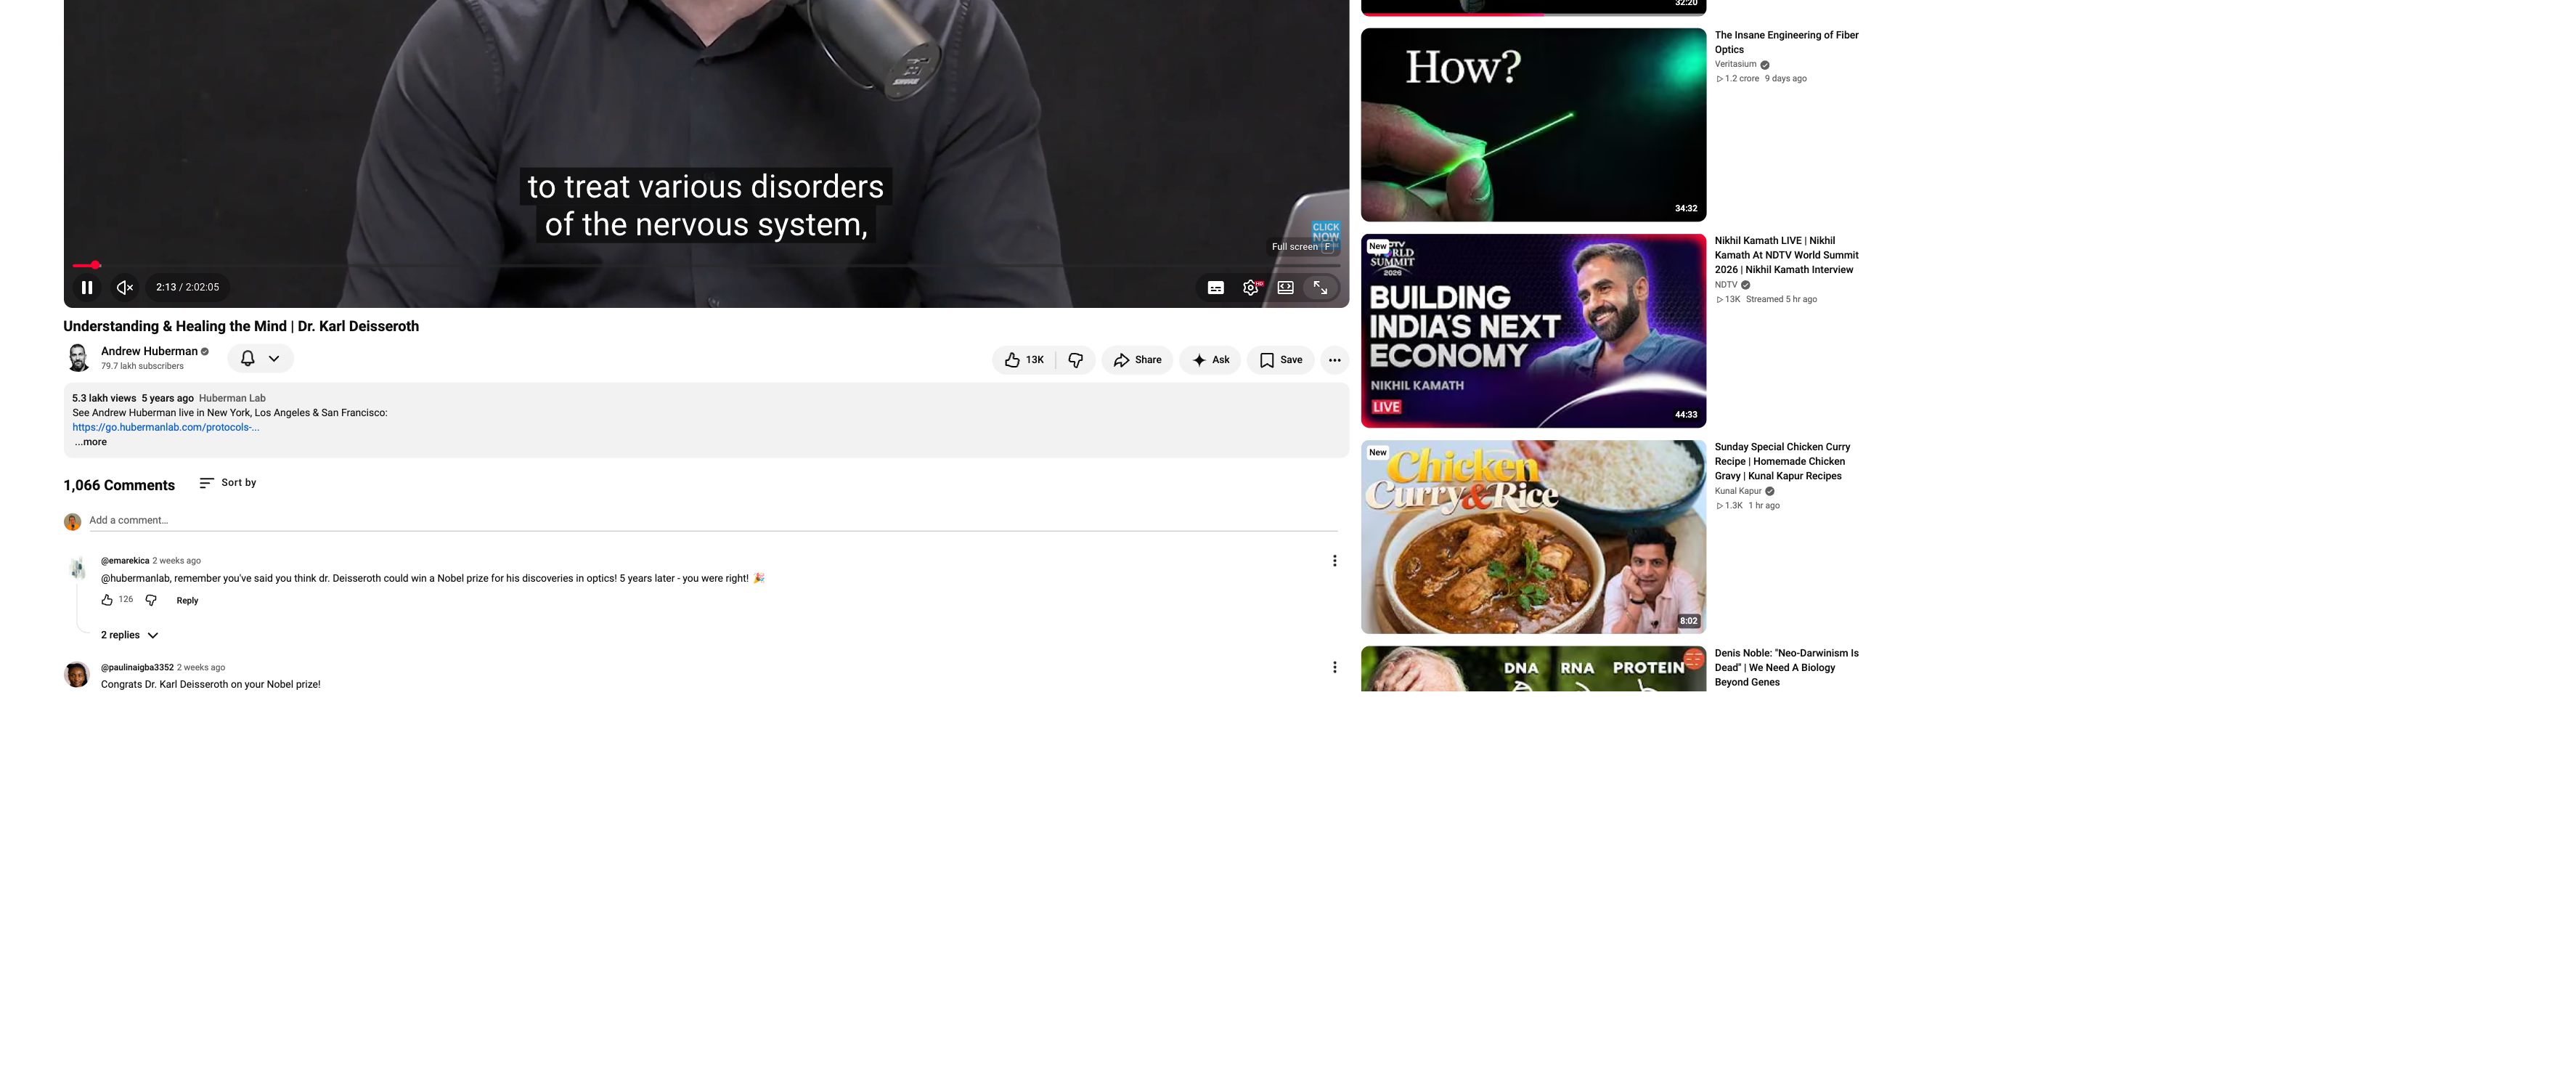 to treat various disorders
of the nervous system,
CLICK
NOW
Full screen F
2:13 / 2:02:05
HD
SHURE
Understanding & Healing the Mind | Dr. Karl Deisseroth
Andrew Huberman
79.7 lakh subscribers
13K
Share
Ask
Save
5.3 lakh views 5 years ago Huberman Lab
See Andrew Huberman live in New York, Los Angeles & San Francisco:
https://go.hubermanlab.com/protocols-...
...more
1,066 Comments
Sort by
Add a comment...
@emarekica 2 weeks ago
@hubermanlab, remember you've said you think dr. Deisseroth could win a Nobel prize for his discoveries in optics! 5 years later - you were right! 🎉
126
Reply
2 replies
@paulinaigba3352 2 weeks ago
Congrats Dr. Karl Deisseroth on your Nobel prize!
32:20
How?
34:32
The Insane Engineering of Fiber
Optics
Veritasium
1.2 crore 9 days ago
New
WORLD
SUMMIT
2026
BUILDING
INDIA'S NEXT
ECONOMY
NIKHIL KAMATH
LIVE
44:33
Nikhil Kamath LIVE | Nikhil
Kamath At NDTV World Summit
2026 | Nikhil Kamath Interview
NDTV
13K Streamed 5 hr ago
New
Chicken
Curry & Rice
8:02
Sunday Special Chicken Curry
Recipe | Homemade Chicken
Gravy | Kunal Kapur Recipes
Kunal Kapur
1.3K 1 hr ago
DNA RNA PROTEIN
Denis Noble: "Neo-Darwinism Is
Dead" | We Need A Biology
Beyond Genes